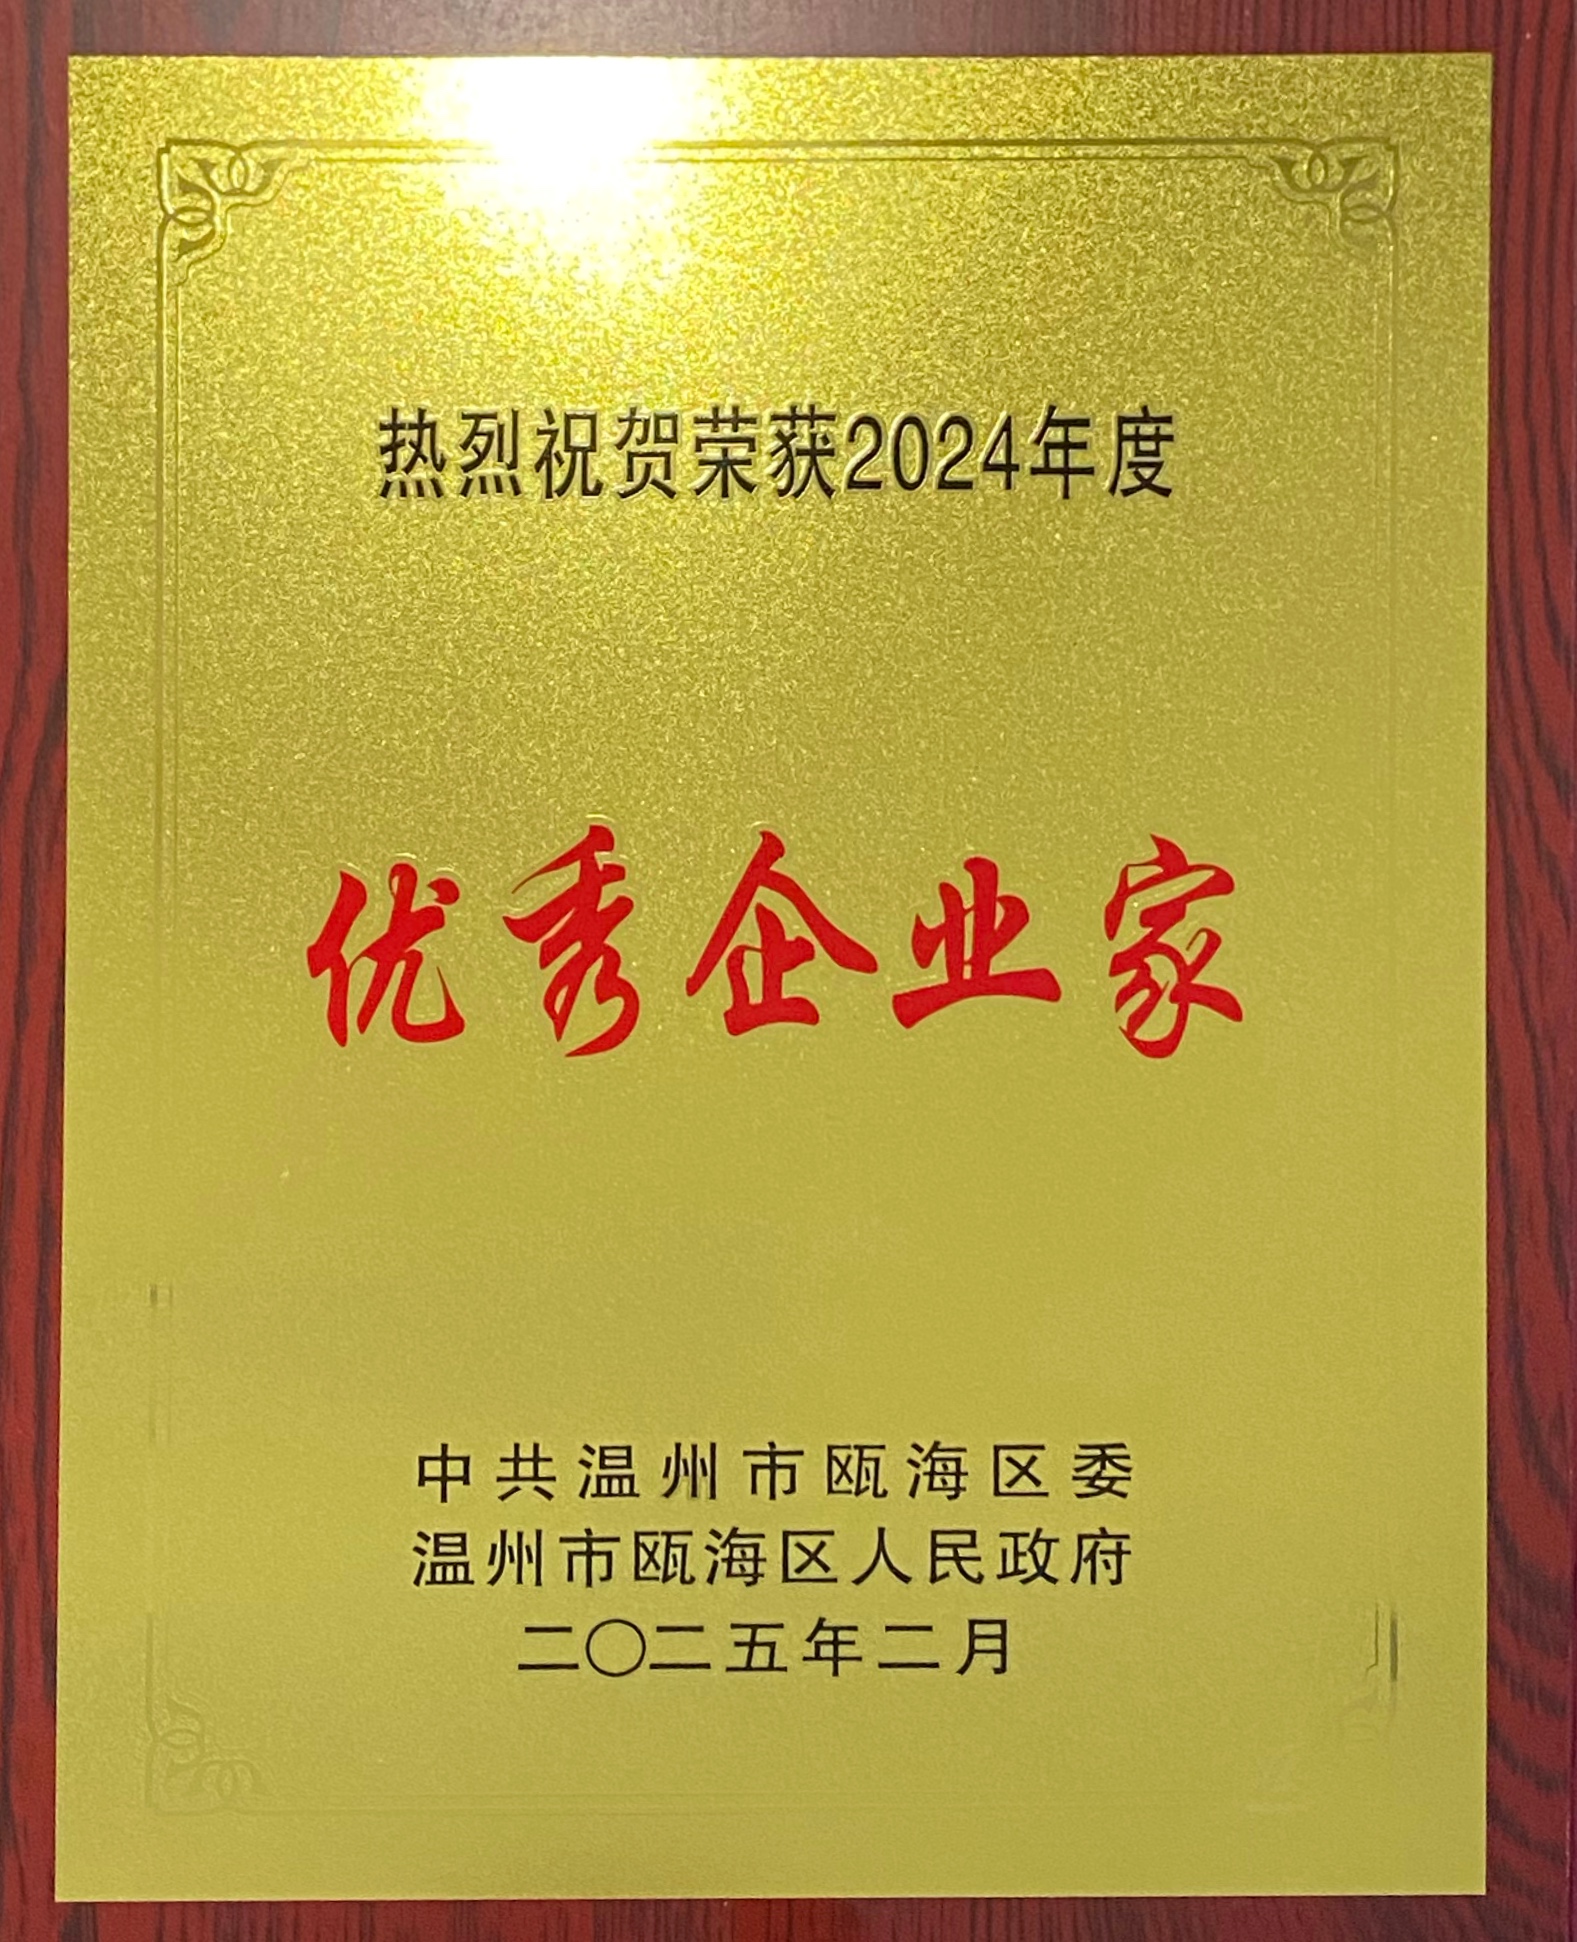 热烈祝贺荣获2024年度
优秀企业家
中共温州市瓯海区委
温州市瓯海区人民政府
二〇二五年二月